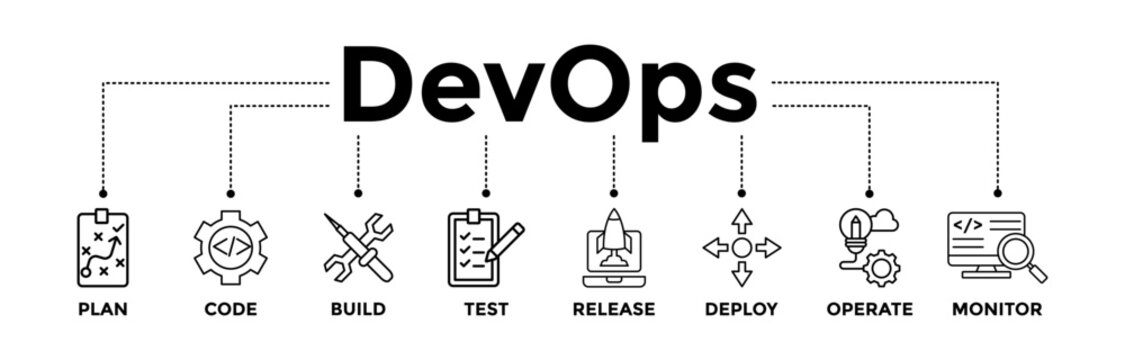 DevOps
PLAN CODE BUILD TEST RELEASE DEPLOY OPERATE MONITOR